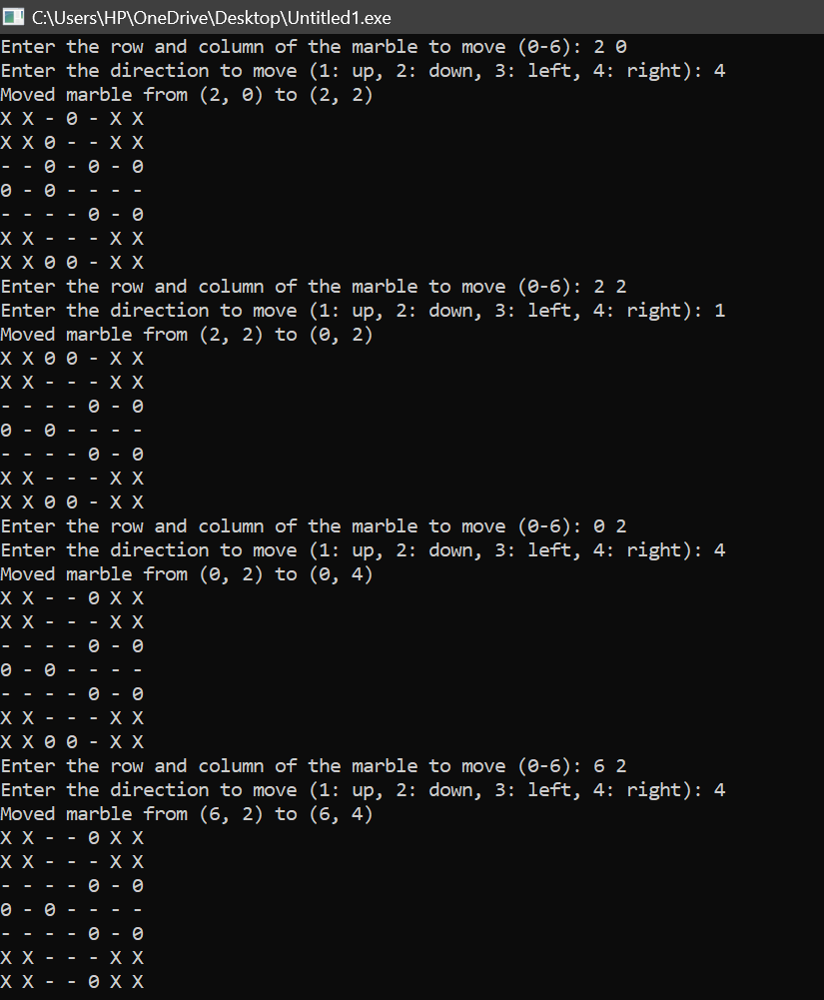 C:\Users\HP\OneDrive\Desktop\Untitled1.exe
Enter the row and column of the marble to move (0-6): 2 0
Enter the direction to move (1: up, 2: down, 3: left, 4: right): 4
Moved marble from (2, 0) to (2, 2)
X X - 0 - X X
X X 0 - - X X
- - 0 - 0 - 0
0 - 0 - - - -
- - - - 0 - 0
X X - - - X X
X X 0 0 - X X
Enter the row and column of the marble to move (0-6): 2 2
Enter the direction to move (1: up, 2: down, 3: left, 4: right): 1
Moved marble from (2, 2) to (0, 2)
X X 0 0 - X X
X X - - - X X
- - - - 0 - 0
0 - 0 - - - -
- - - - 0 - 0
X X - - - X X
X X 0 0 - X X
Enter the row and column of the marble to move (0-6): 0 2
Enter the direction to move (1: up, 2: down, 3: left, 4: right): 4
Moved marble from (0, 2) to (0, 4)
X X - - 0 X X
X X - - - X X
- - - - 0 - 0
0 - 0 - - - -
- - - - 0 - 0
X X - - - X X
X X 0 0 - X X
Enter the row and column of the marble to move (0-6): 6 2
Enter the direction to move (1: up, 2: down, 3: left, 4: right): 4
Moved marble from (6, 2) to (6, 4)
X X - - 0 X X
X X - - - X X
- - - - 0 - 0
0 - 0 - - - -
- - - - 0 - 0
X X - - - X X
X X - - 0 X X